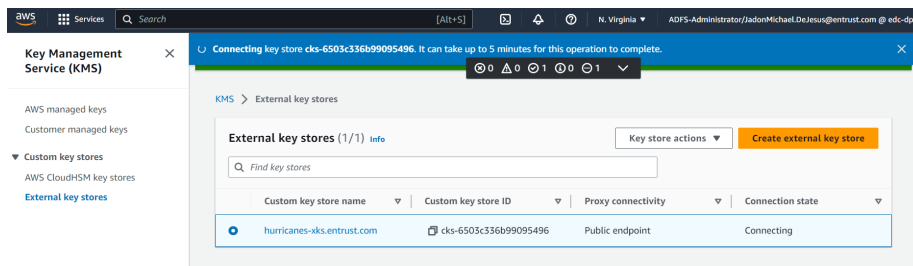 aws Services Search [Alt+S] N. Virginia ADFS-Administrator/JadonMichael.DeJesus@entrust.com @ edc-dp
Key Management Service (KMS)
AWS managed keys
Customer managed keys
Custom key stores
AWS CloudHSM key stores
External key stores
Connecting key store cks-6503c336b99095496. It can take up to 5 minutes for this operation to complete.
0 0 1 0 1
KMS > External key stores
External key stores (1/1) Info
Key store actions
Create external key store
Find key stores
Custom key store name Custom key store ID Proxy connectivity Connection state
hurricanes-xks.entrust.com cks-6503c336b99095496 Public endpoint Connecting